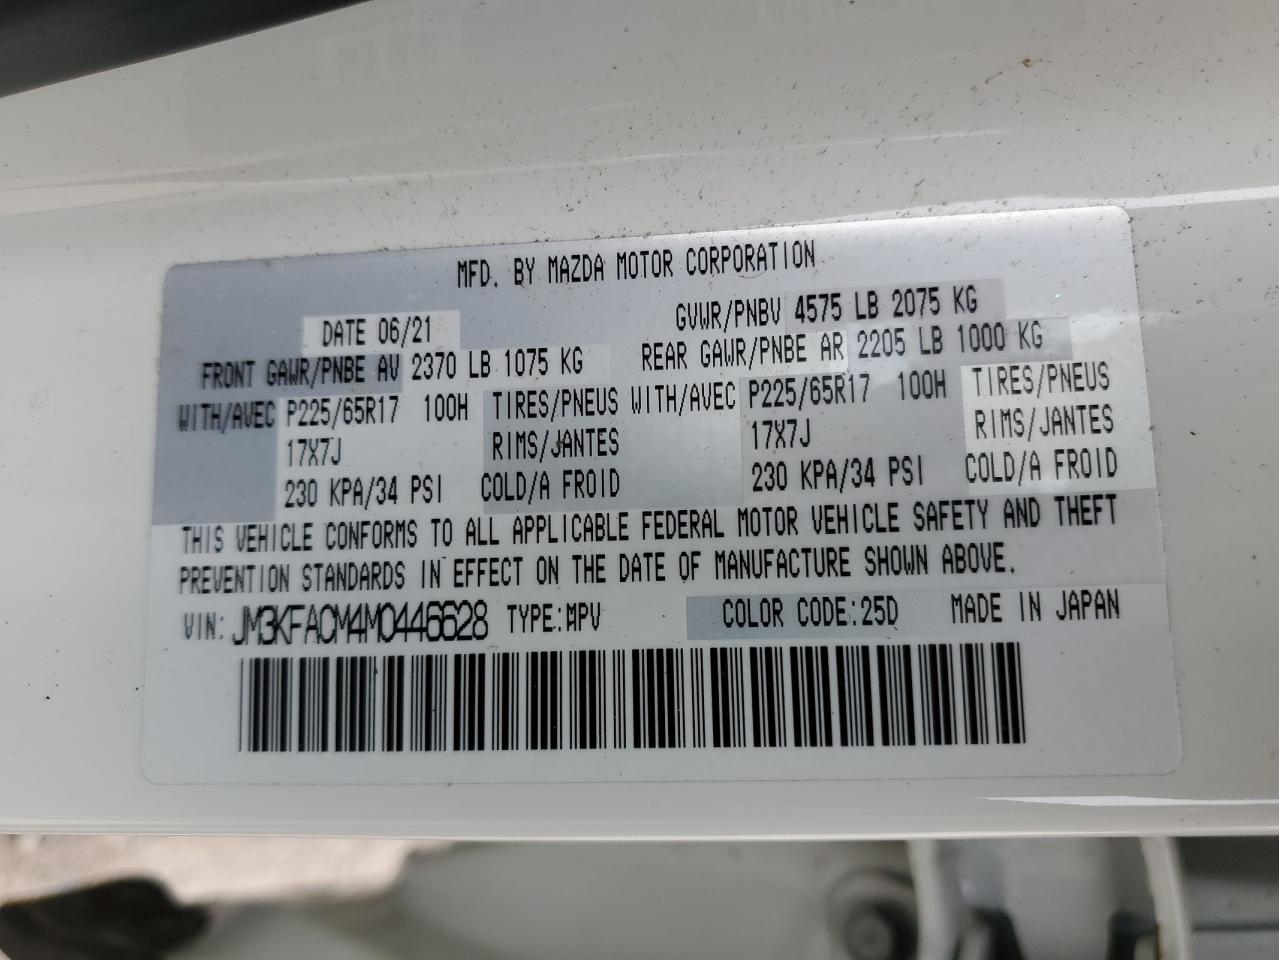 MFD. BY MAZDA MOTOR CORPORATION
DATE 06/21 GVWR/PNBV 4575 LB 2075 KG
FRONT GAWR/PNBE AV 2370 LB 1075 KG REAR GAWR/PNBE AR 2205 LB 1000 KG
WITH/AVEC P225/65R17 100H TIRES/PNEUS WITH/AVEC P225/65R17 100H TIRES/PNEUS
17X7J RIMS/JANTES 17X7J RIMS/JANTES
230 KPA/34 PSI COLD/A FROID 230 KPA/34 PSI COLD/A FROID
THIS VEHICLE CONFORMS TO ALL APPLICABLE FEDERAL MOTOR VEHICLE SAFETY AND THEFT
PREVENTION STANDARDS IN EFFECT ON THE DATE OF MANUFACTURE SHOWN ABOVE.
VIN: JM3KFACM4M0446628 TYPE:MPV COLOR CODE:25D MADE IN JAPAN